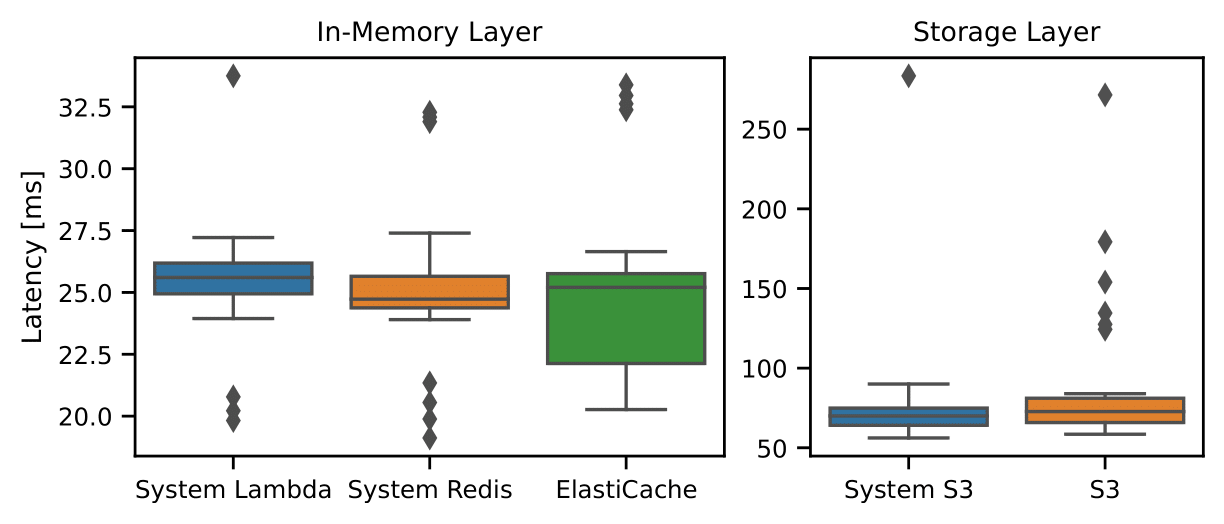 In-Memory Layer
Storage Layer
Latency [ms]
32.5
30.0
27.5
25.0
22.5
20.0
250
200
150
100
50
System Lambda
System Redis
ElastiCache
System S3
S3